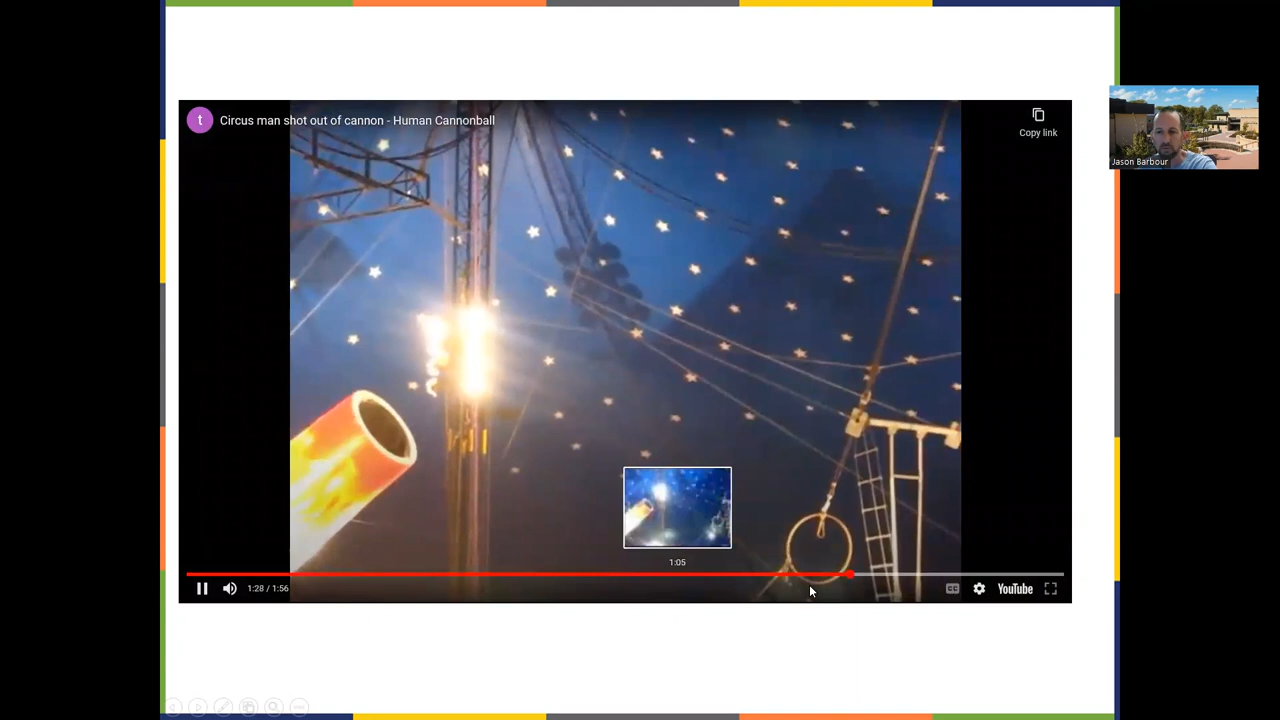 t
Circus man shot out of cannon - Human Cannonball
Copy link
Jason Barbour
1:05
1:28 / 1:56
CC
YouTube